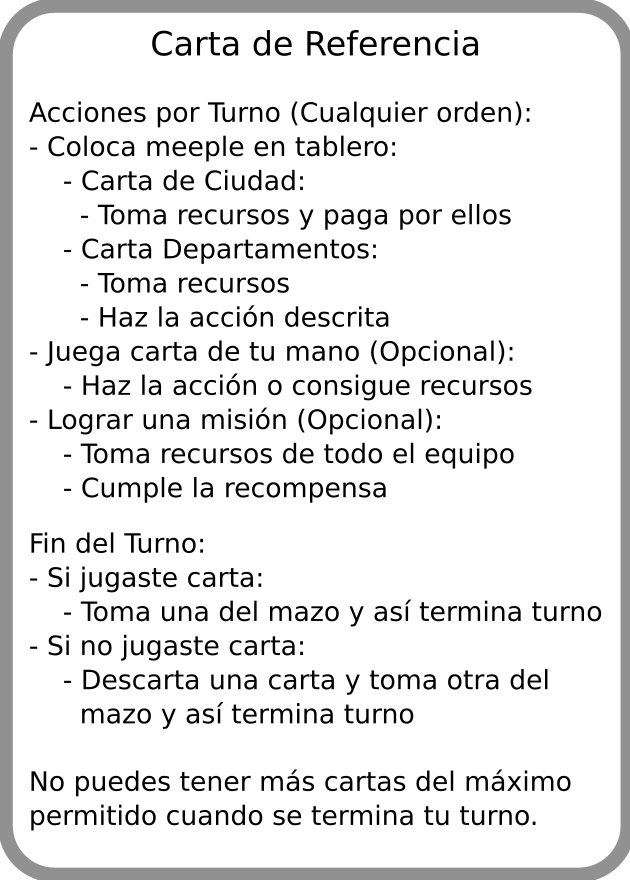 Carta de Referencia
Acciones por Turno (Cualquier orden):
- Coloca meeple en tablero:
- Carta de Ciudad:
- Toma recursos y paga por ellos
- Carta Departamentos:
- Toma recursos
- Haz la acción descrita
- Juega carta de tu mano (Opcional):
- Haz la acción o consigue recursos
- Lograr una misión (Opcional):
- Toma recursos de todo el equipo
- Cumple la recompensa
Fin del Turno:
- Si jugaste carta:
- Toma una del mazo y así termina turno
- Si no jugaste carta:
- Descarta una carta y toma otra del
mazo y así termina turno
No puedes tener más cartas del máximo
permitido cuando se termina tu turno.